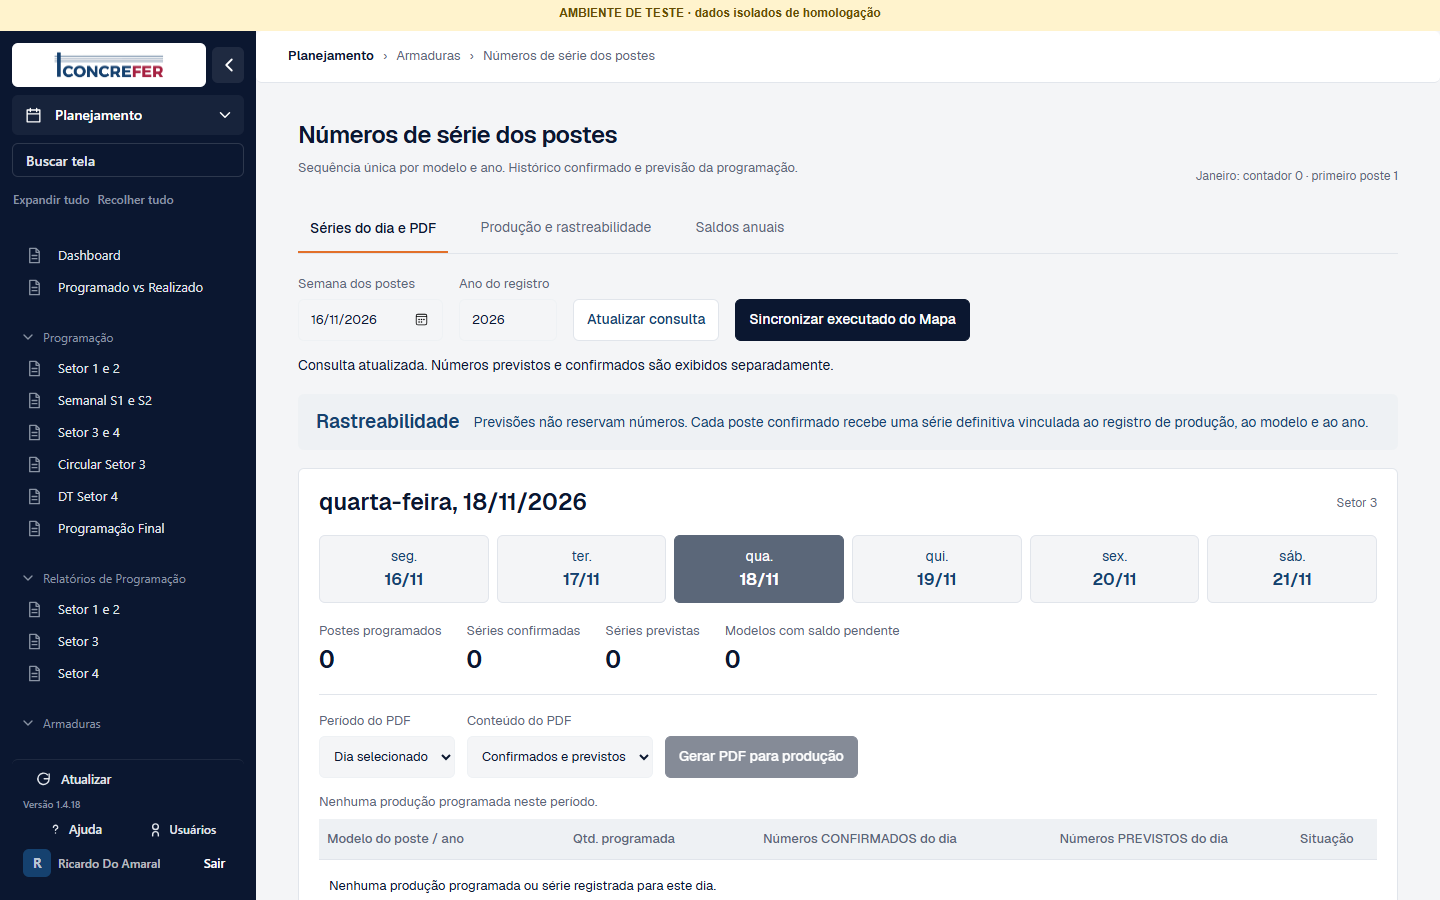 AMBIENTE DE TESTE · dados isolados de homologação
CONCREFER
Planejamento
Buscar tela
Expandir tudo Recolher tudo
Dashboard
Programado vs Realizado
Programação
Setor 1 e 2
Semanal S1 e S2
Setor 3 e 4
Circular Setor 3
DT Setor 4
Programação Final
Relatórios de Programação
Setor 1 e 2
Setor 3
Setor 4
Armaduras
Atualizar
Versão 1.4.18
? Ajuda Usuários
R Ricardo Do Amaral Sair
Planejamento › Armaduras › Números de série dos postes
Números de série dos postes
Sequência única por modelo e ano. Histórico confirmado e previsão da programação.
Janeiro: contador 0 · primeiro poste 1
Séries do dia e PDF Produção e rastreabilidade Saldos anuais
Semana dos postes Ano do registro
16/11/2026 2026 Atualizar consulta Sincronizar executado do Mapa
Consulta atualizada. Números previstos e confirmados são exibidos separadamente.
Rastreabilidade Previsões não reservam números. Cada poste confirmado recebe uma série definitiva vinculada ao registro de produção, ao modelo e ao ano.
quarta-feira, 18/11/2026 Setor 3
seg. ter. qua. qui. sex. sáb.
16/11 17/11 18/11 19/11 20/11 21/11
Postes programados Séries confirmadas Séries previstas Modelos com saldo pendente
0 0 0 0
Período do PDF Conteúdo do PDF
Dia selecionado Confirmados e previstos Gerar PDF para produção
Nenhuma produção programada neste período.
Modelo do poste / ano Qtd. programada Números CONFIRMADOS do dia Números PREVISTOS do dia Situação
Nenhuma produção programada ou série registrada para este dia.